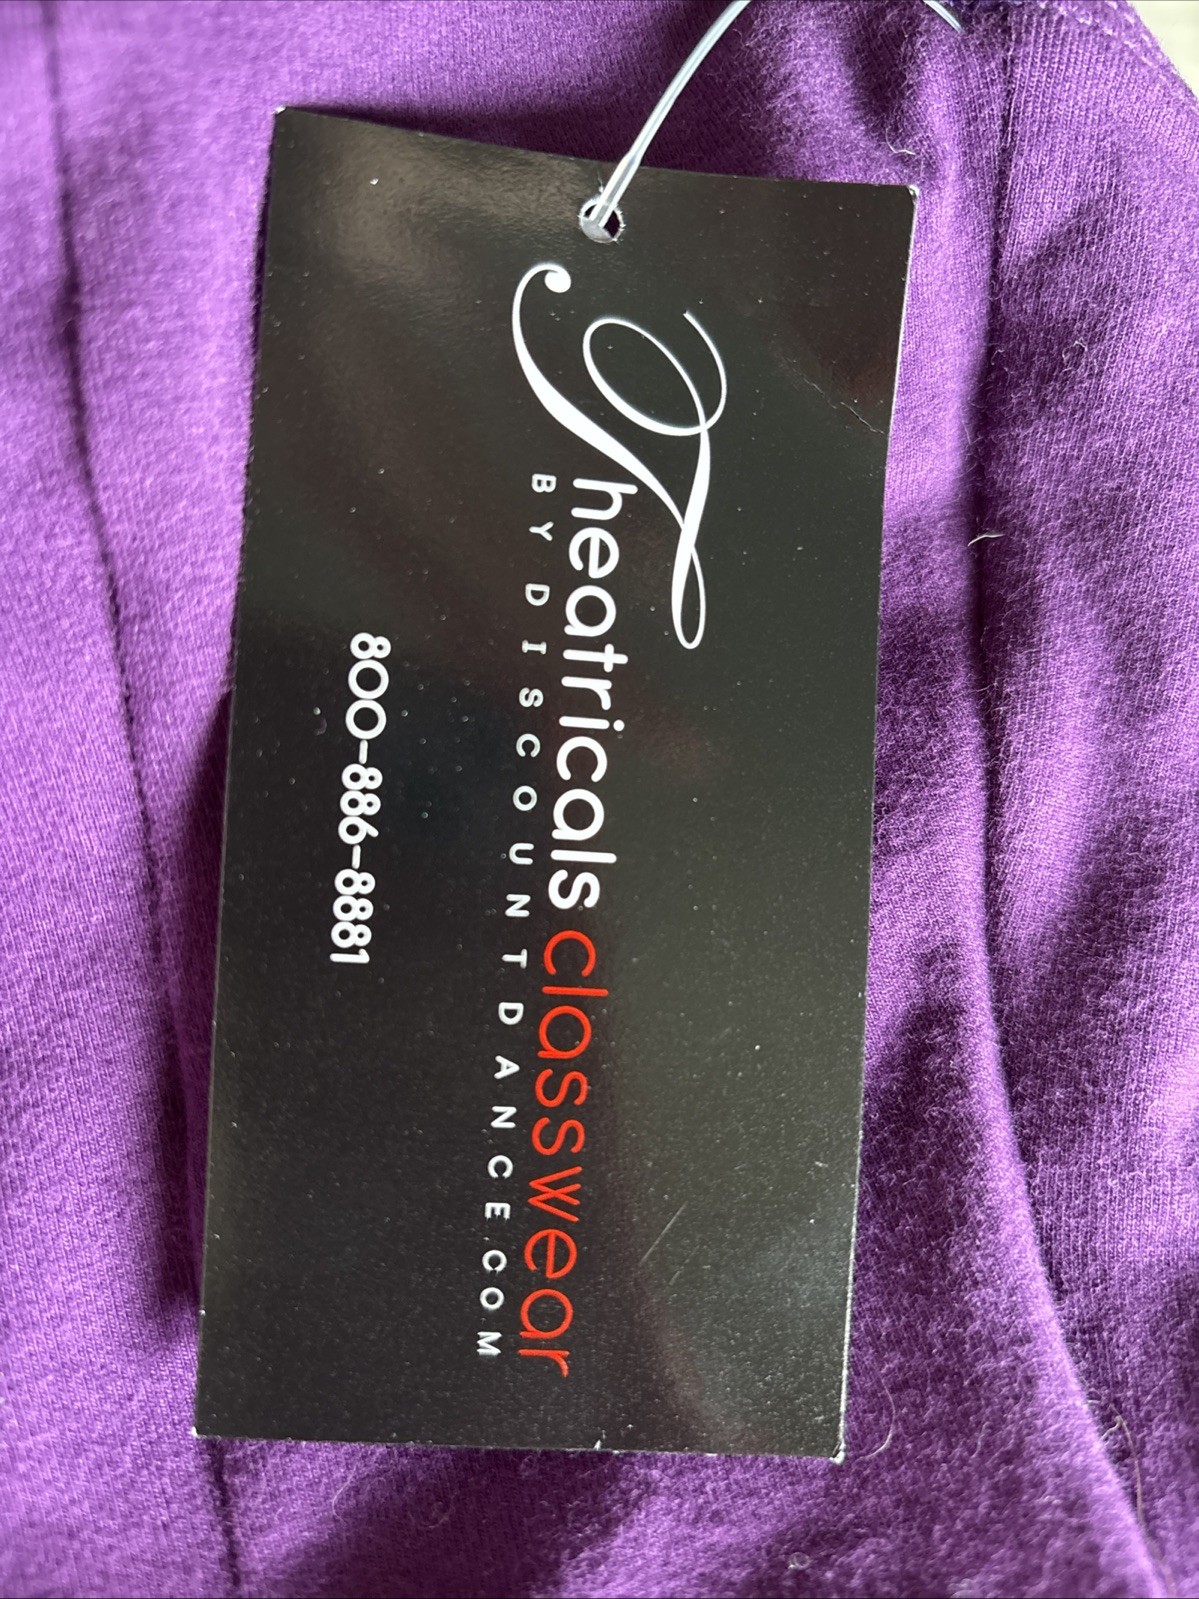 Theatricals classwear
BY DISCOUNTDANCE.COM
800-886-8881